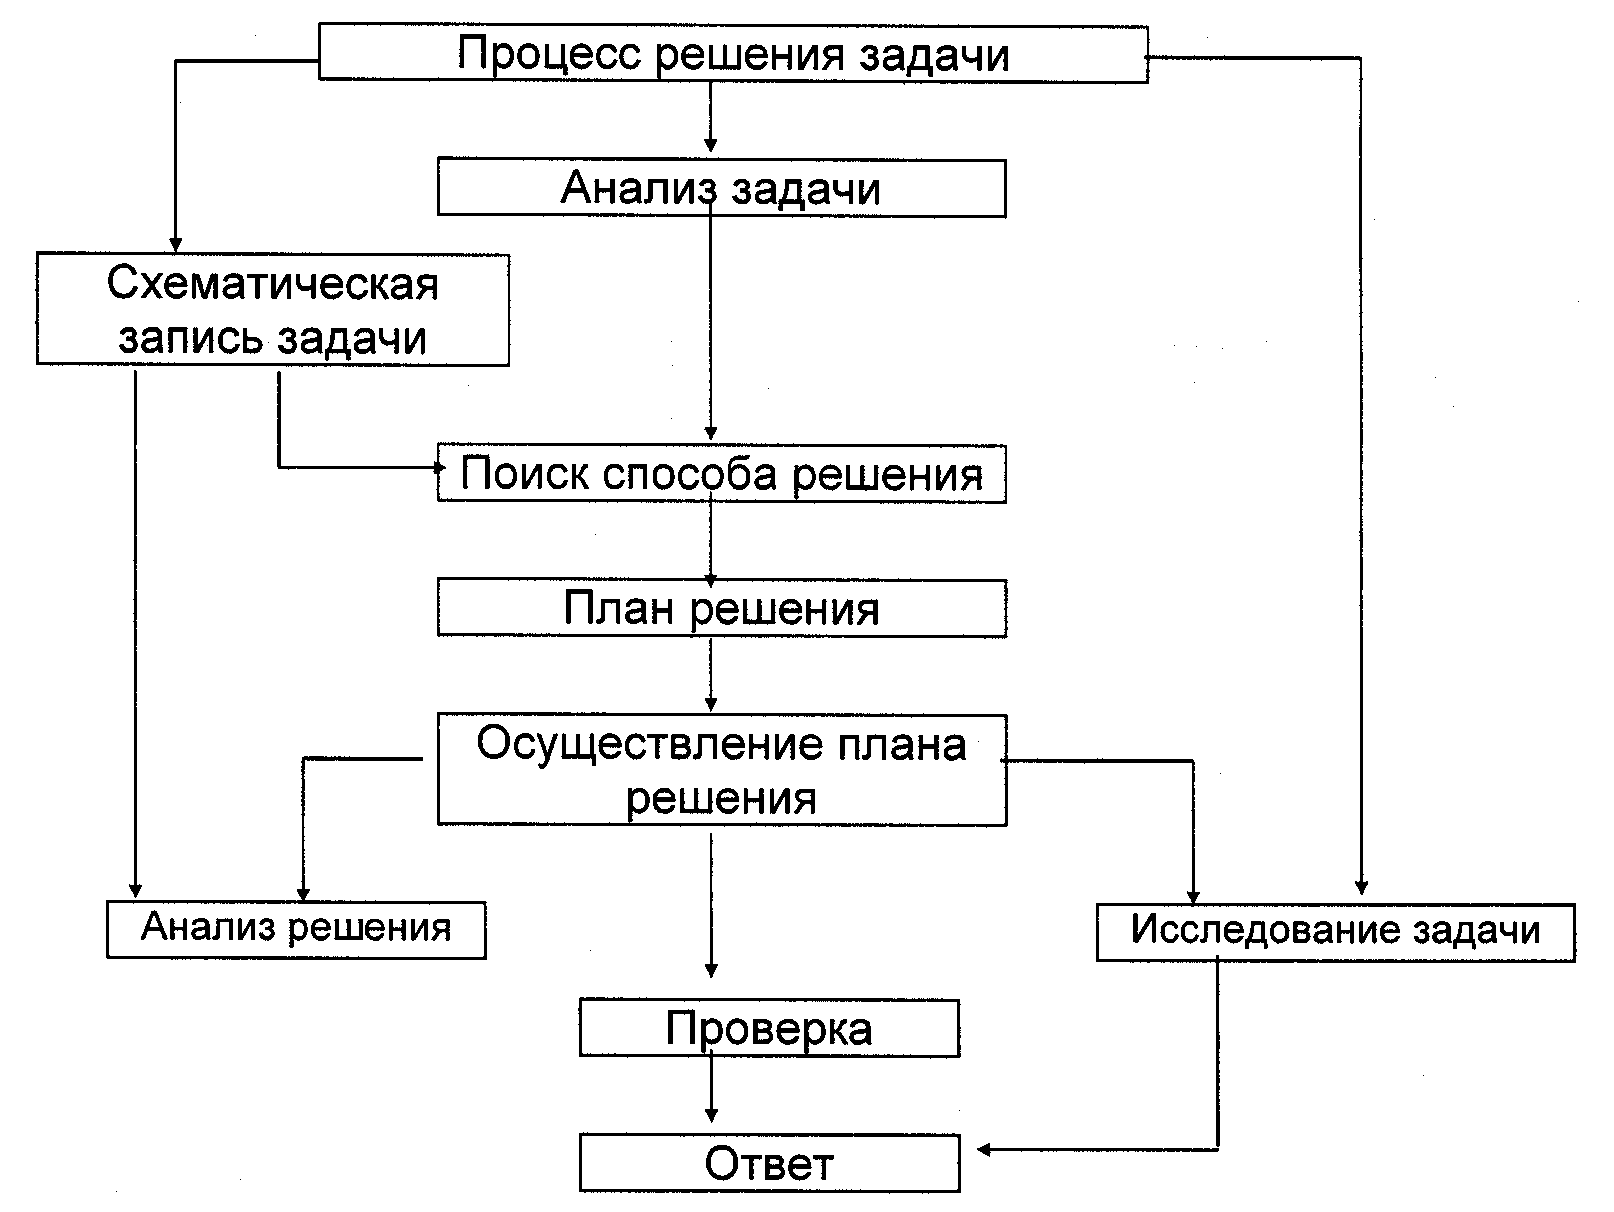 Процесс решения задачи
Анализ задачи
Схематическая
запись задачи
Поиск способа решения
План решения
Осуществление плана
решения
Анализ решения
Исследование задачи
Проверка
Ответ